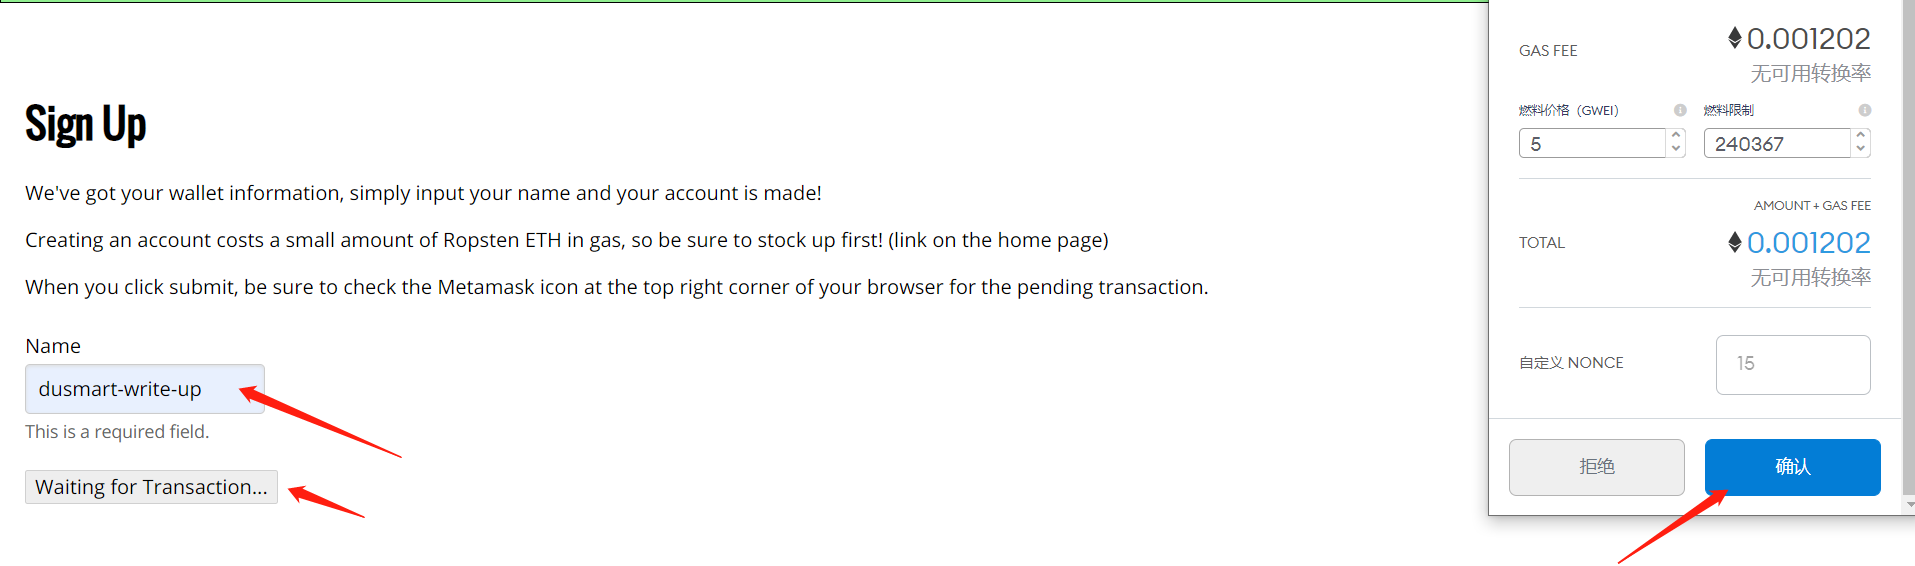 Sign Up
We've got your wallet information, simply input your name and your account is made!
Creating an account costs a small amount of Ropsten ETH in gas, so be sure to stock up first! (link on the home page)
When you click submit, be sure to check the Metamask icon at the top right corner of your browser for the pending transaction.
Name
dusmart-write-up
This is a required field.
Waiting for Transaction...
GAS FEE
0.001202
无可用转换率
燃料价格（GWEI）
燃料限制
5
240367
AMOUNT + GAS FEE
TOTAL
0.001202
无可用转换率
自定义 NONCE
15
拒绝
确认